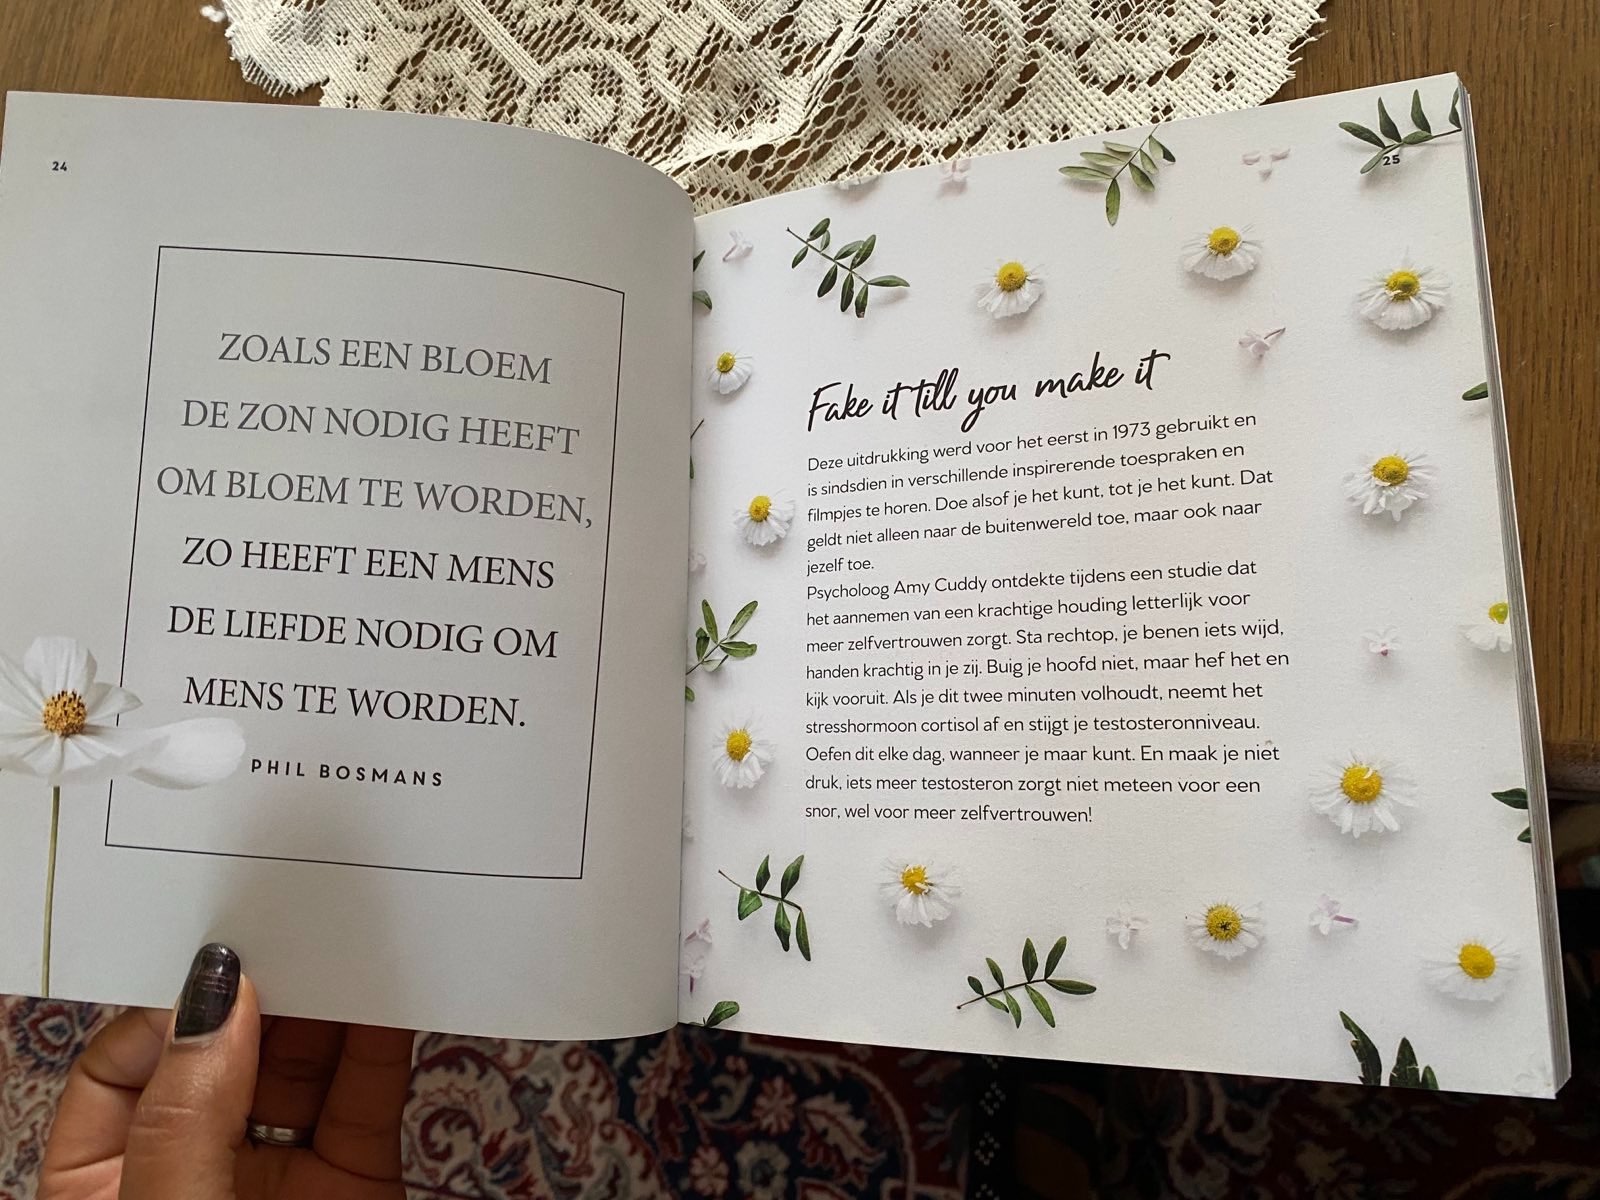 24
ZOALS EEN BLOEM
DE ZON NODIG HEEFT
OM BLOEM TE WORDEN,
ZO HEEFT EEN MENS
DE LIEFDE NODIG OM
MENS TE WORDEN.
PHIL BOSMANS
25
Fake it till you make it
Deze uitdrukking werd voor het eerst in 1973 gebruikt en
is sindsdien in verschillende inspirerende toespraken en
filmpjes te horen. Doe alsof je het kunt, tot je het kunt. Dat
geldt niet alleen naar de buitenwereld toe, maar ook naar
jezelf toe.
Psycholoog Amy Cuddy ontdekte tijdens een studie dat
het aannemen van een krachtige houding letterlijk voor
meer zelfvertrouwen zorgt. Sta rechtop, je benen iets wijd,
handen krachtig in je zij. Buig je hoofd niet, maar hef het en
kijk vooruit. Als je dit twee minuten volhoudt, neemt het
stresshormoon cortisol af en stijgt je testosteronniveau.
Oefen dit elke dag, wanneer je maar kunt. En maak je niet
druk, iets meer testosteron zorgt niet meteen voor een
snor, wel voor meer zelfvertrouwen!